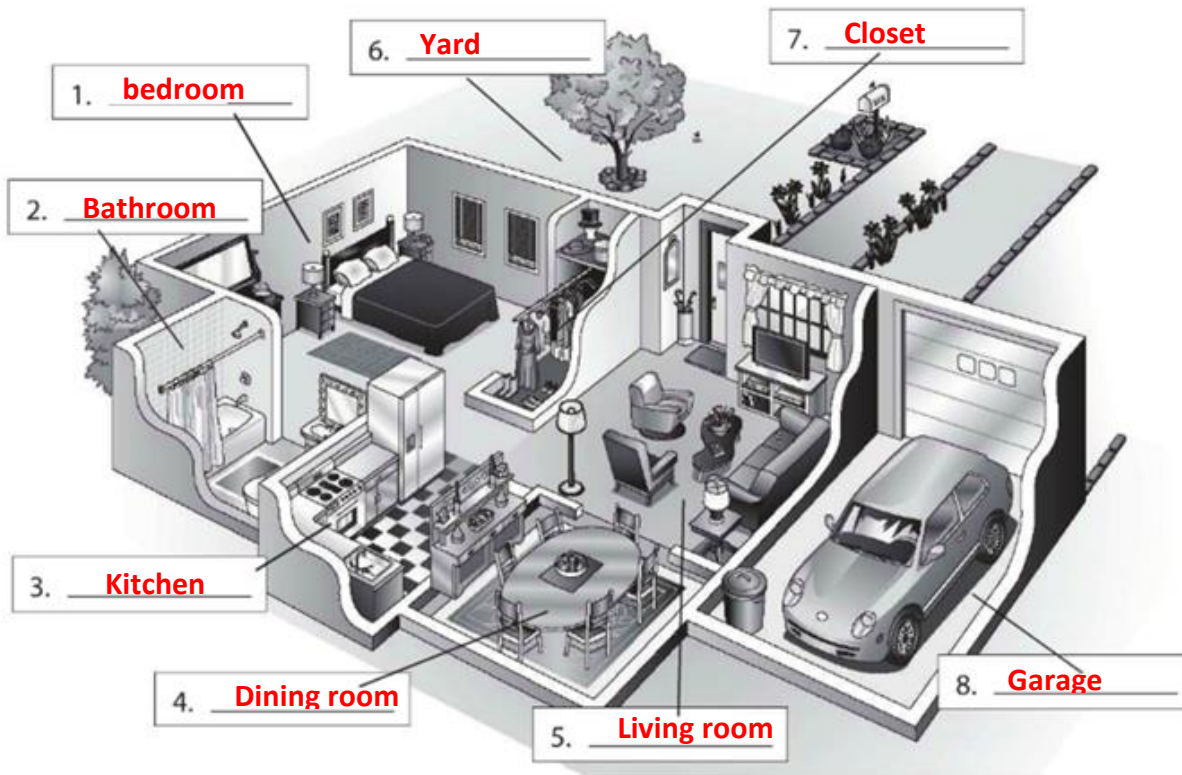 1. bedroom
2. Bathroom
3. Kitchen
4. Dining room
5. Living room
6. Yard
7. Closet
8. Garage